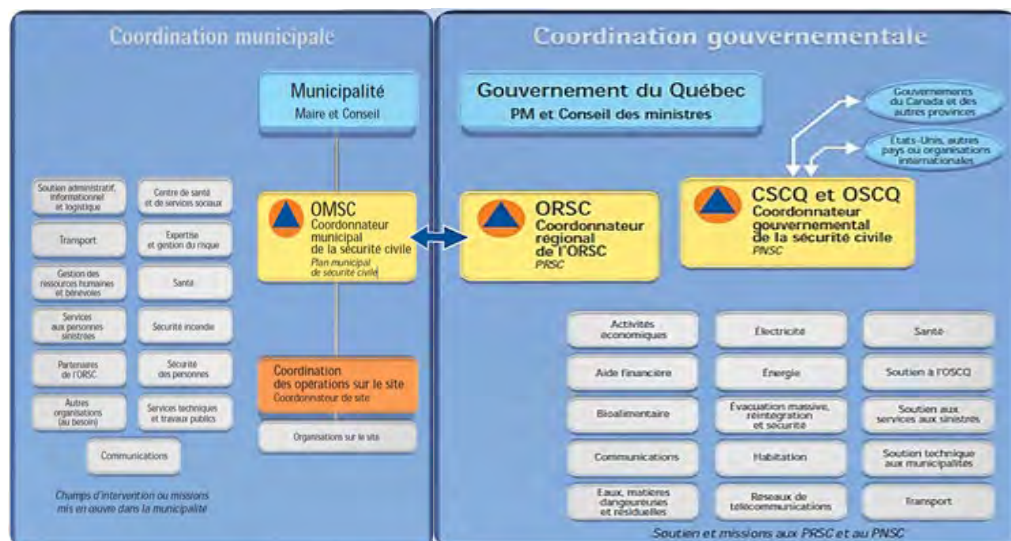 Coordination municipale
Municipalité
Maire et Conseil
OMSC
Coordonnateur
municipal
de la sécurité civile
Plan municipal
de sécurité civile
Coordination
des opérations sur le site
Coordonnateur de site
Organisations sur le site
Soutien administratif,
informationnel
et logistique
Centre de santé
et de services sociaux
Transport
Expertise
et gestion du risque
Gestion des
ressources humaines
et bénévoles
Santé
Services
aux personnes
sinistrées
Sécurité incendie
Partenaires
de l'ORSC
Sécurité
des personnes
Autres
organisations
(au besoin)
Services techniques
et travaux publics
Communications
Champs d'intervention ou missions
mis en œuvre dans la municipalité
Coordination gouvernementale
Gouvernement du Québec
PM et Conseil des ministres
Gouvernements
du Canada et des
autres provinces
États-Unis, autres
pays ou organisations
internationales
ORSC
Coordonnateur
régional
de l'ORSC
PRSC
CSCQ et OSCQ
Coordonnateur
gouvernemental
de la sécurité civile
PNSC
Activités
économiques
Électricité
Santé
Aide financière
Énergie
Soutien à l'OSCQ
Bioalimentaire
Évacuation massive,
réintégration
et sécurité
Soutien aux
services aux sinistrés
Communications
Habitation
Soutien technique
aux municipalités
Eaux, matières
dangeureuses
et résiduelles
Réseaux de
télécommunications
Transport
Soutien et missions aux PRSC et au PNSC